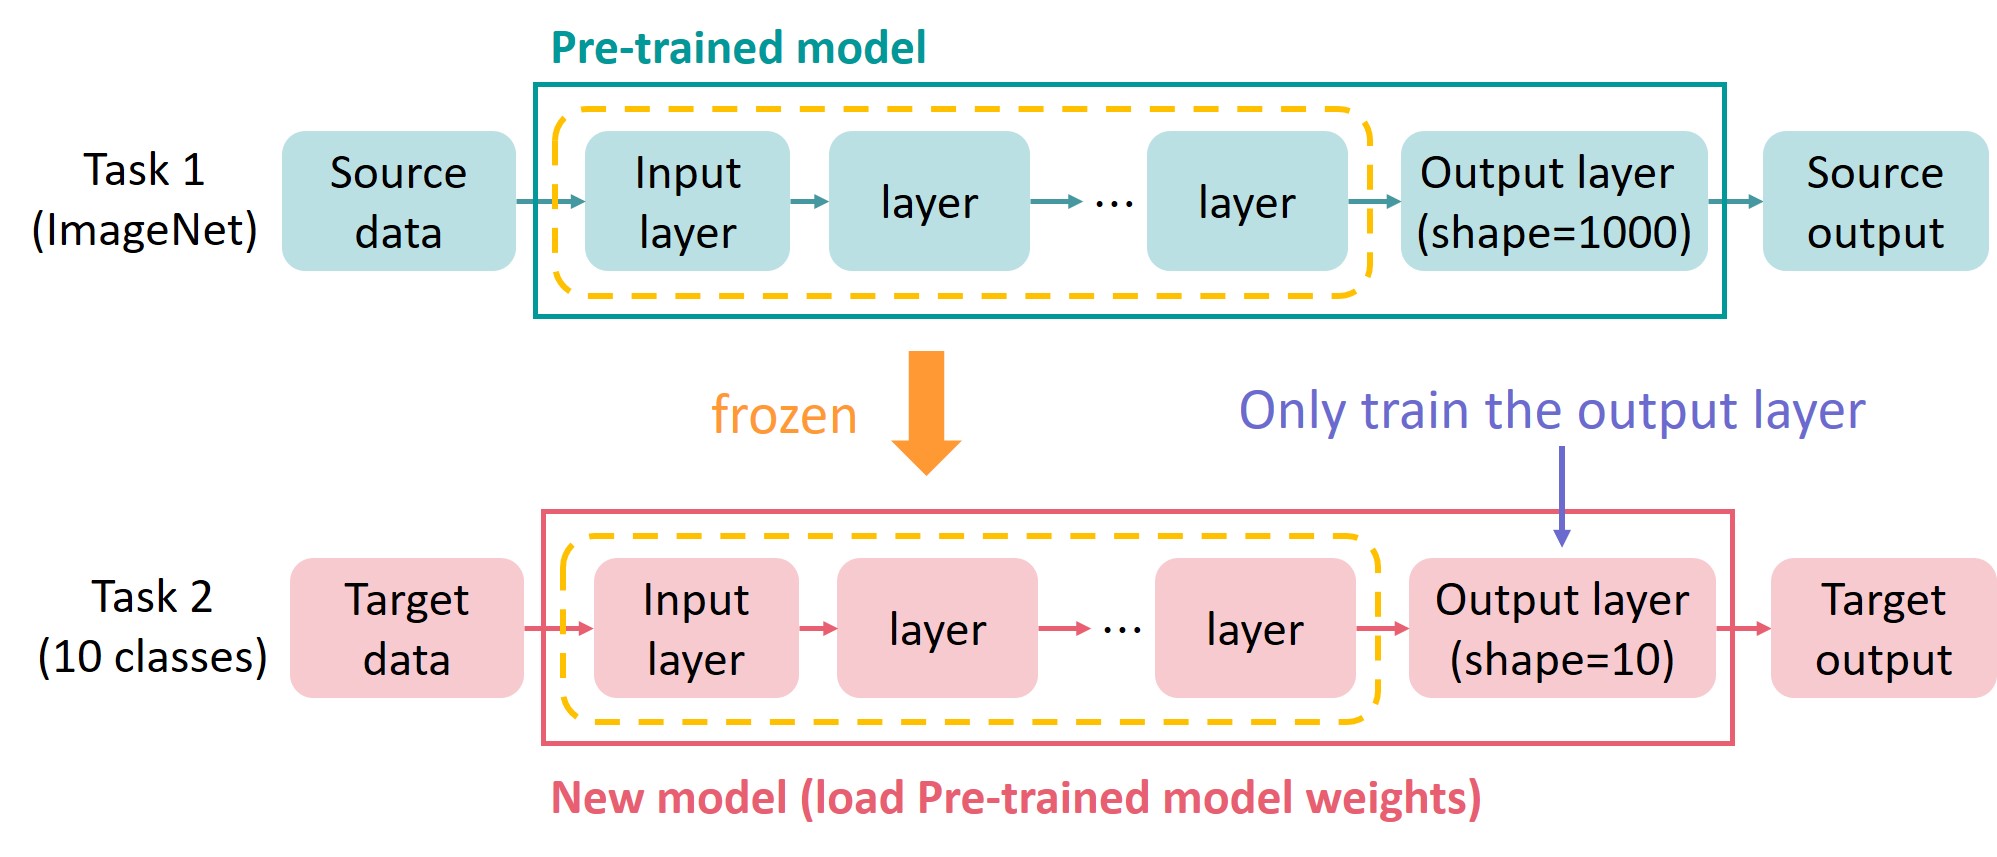 Pre-trained model
Task 1
(ImageNet)
Source
data
Input
layer
layer
...
layer
Output layer
(shape=1000)
Source
output
frozen
Only train the output layer
Task 2
(10 classes)
Target
data
Input
layer
layer
...
layer
Output layer
(shape=10)
Target
output
New model (load Pre-trained model weights)